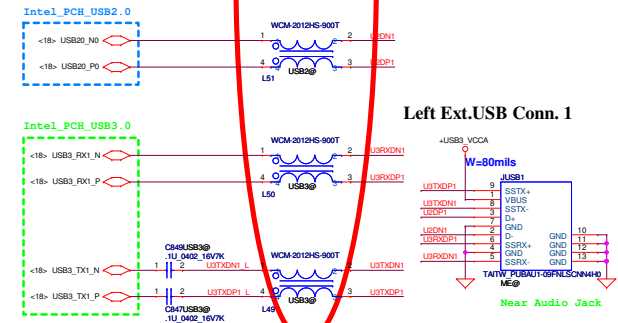 Intel_PCH_USB2.0
WCM-2012HS-900T
<18> USB20_N0 1 2 U2DN1
<18> USB20_P0 4 3 U2DP1
L51 USB2@
Left Ext.USB Conn. 1
Intel_PCH_USB3.0
WCM-2012HS-900T
<18> USB3_RX1_N 1 2 U3RXDN1
<18> USB3_RX1_P 4 3 U3RXDP1
L50 USB3@
+USB3_VCCA
W=80mils
JUSB1
U3TXDP1 9 SSTX+
1 VBUS
U3TXDN1 8 SSTX-
U2DP1 3 D+
7 GND
U2DN1 2 D- GND 10
U3RXDP1 6 SSRX+ GND 11
4 GND GND 12
U3RXDN1 5 SSRX- GND 13
TAITW_PUBAU1-09FNLSCNN4H0
ME@
Near Audio Jack
C849 USB3@
.1U_0402_16V7K
WCM-2012HS-900T
<18> USB3_TX1_N 1 2 U3TXDN1_L 1 2 U3TXDN1
<18> USB3_TX1_P 1 2 U3TXDP1_L 4 3 U3TXDP1
C847 USB3@
.1U_0402_16V7K
L49 USB3@